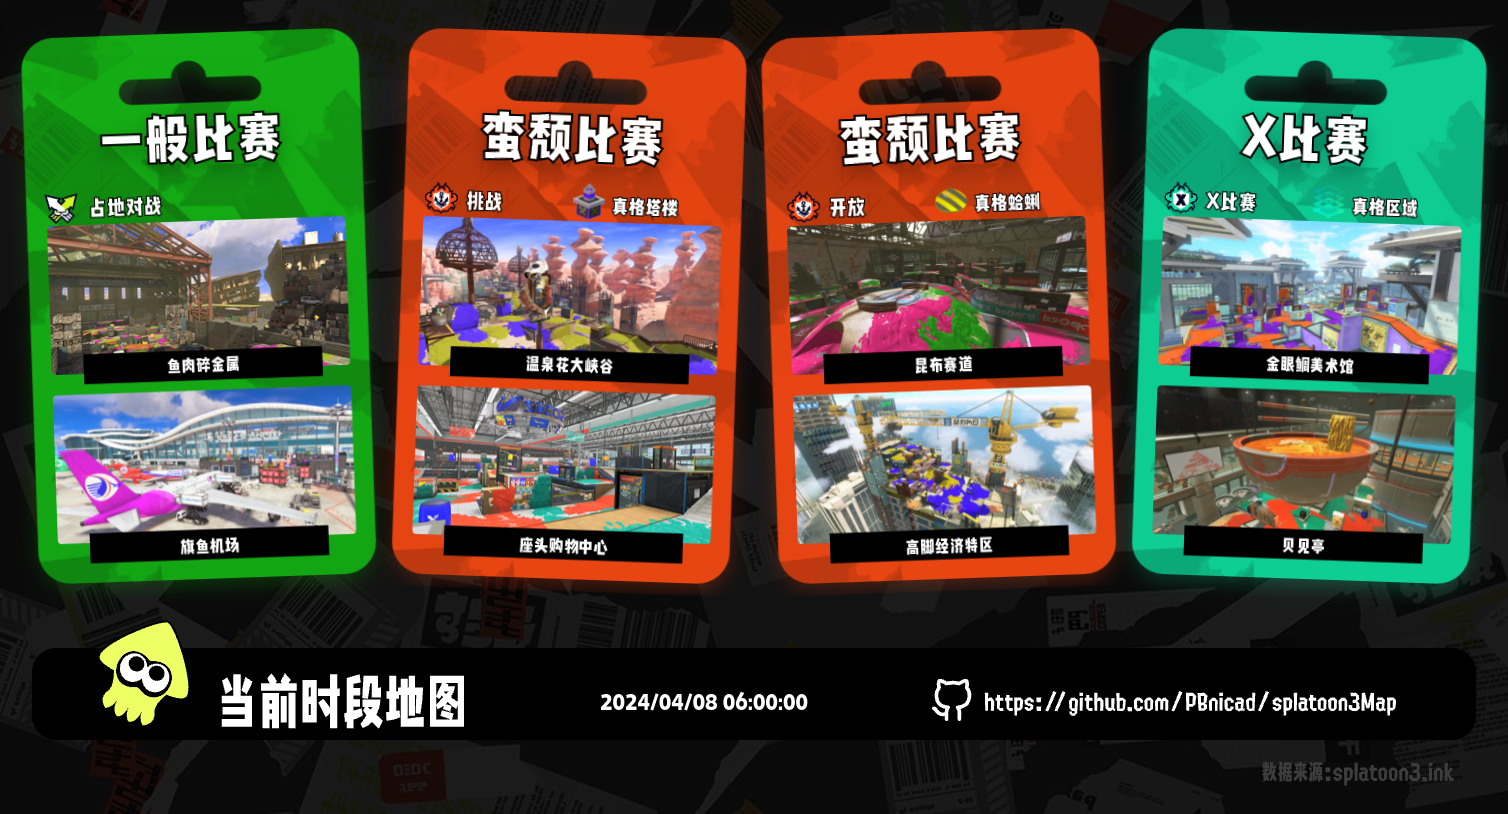 一般比赛
占地对战
鱼肉碎金属
旗鱼机场
蛮颓比赛
挑战
真格塔楼
温泉花大峡谷
座头购物中心
蛮颓比赛
开放
真格蛤蜊
昆布赛道
高脚经济特区
X比赛
X比赛
真格区域
金眼鲷美术馆
贝见亭
当前时段地图
2024/04/08 06:00:00
https://github.com/PBnicad/splatoon3Map
数据来源:splatoon3.ink